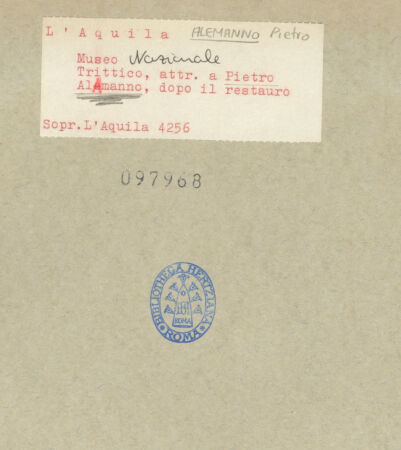 L'Aquila ALEMANNO Pietro
Museo Nazionale
Trittico, attr. a Pietro
Alamanno, dopo il restauro
Sopr.L'Aquila 4256
097968
BIBLIOTHECA HERTZIANA
ROMA
ROMA